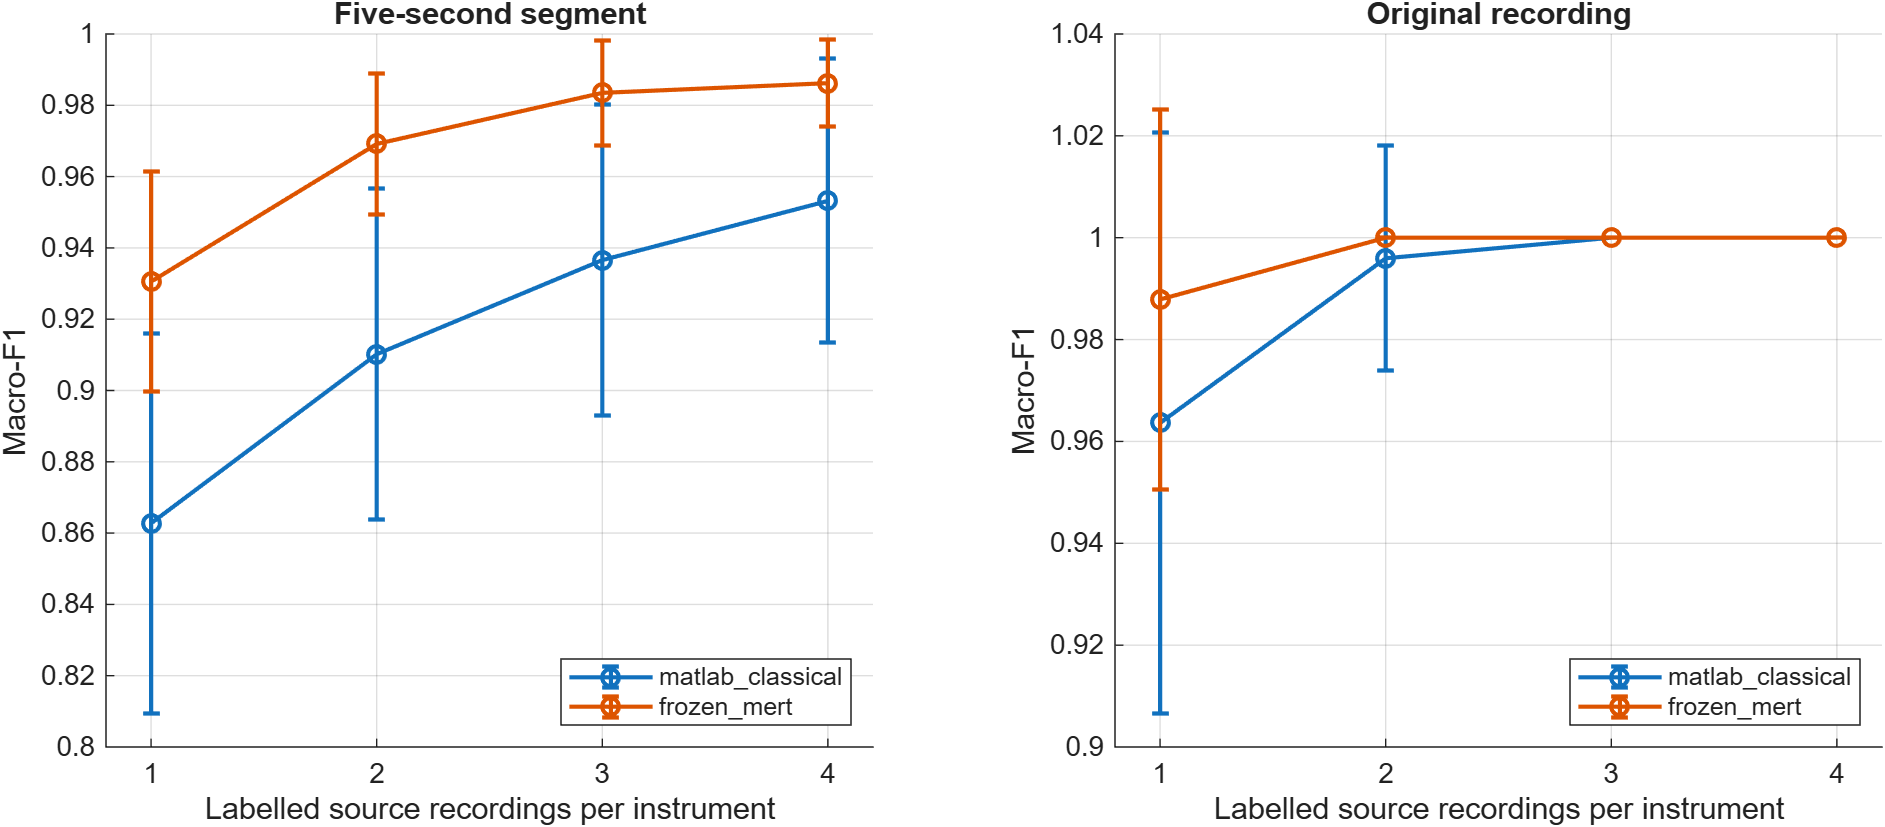 Five-second segment
1
0.98
0.96
0.94
0.92
0.9
0.88
0.86
0.84
0.82
0.8
Macro-F1
1 2 3 4
Labelled source recordings per instrument
matlab_classical
frozen_mert
Original recording
1.04
1.02
1
0.98
0.96
0.94
0.92
0.9
Macro-F1
1 2 3 4
Labelled source recordings per instrument
matlab_classical
frozen_mert